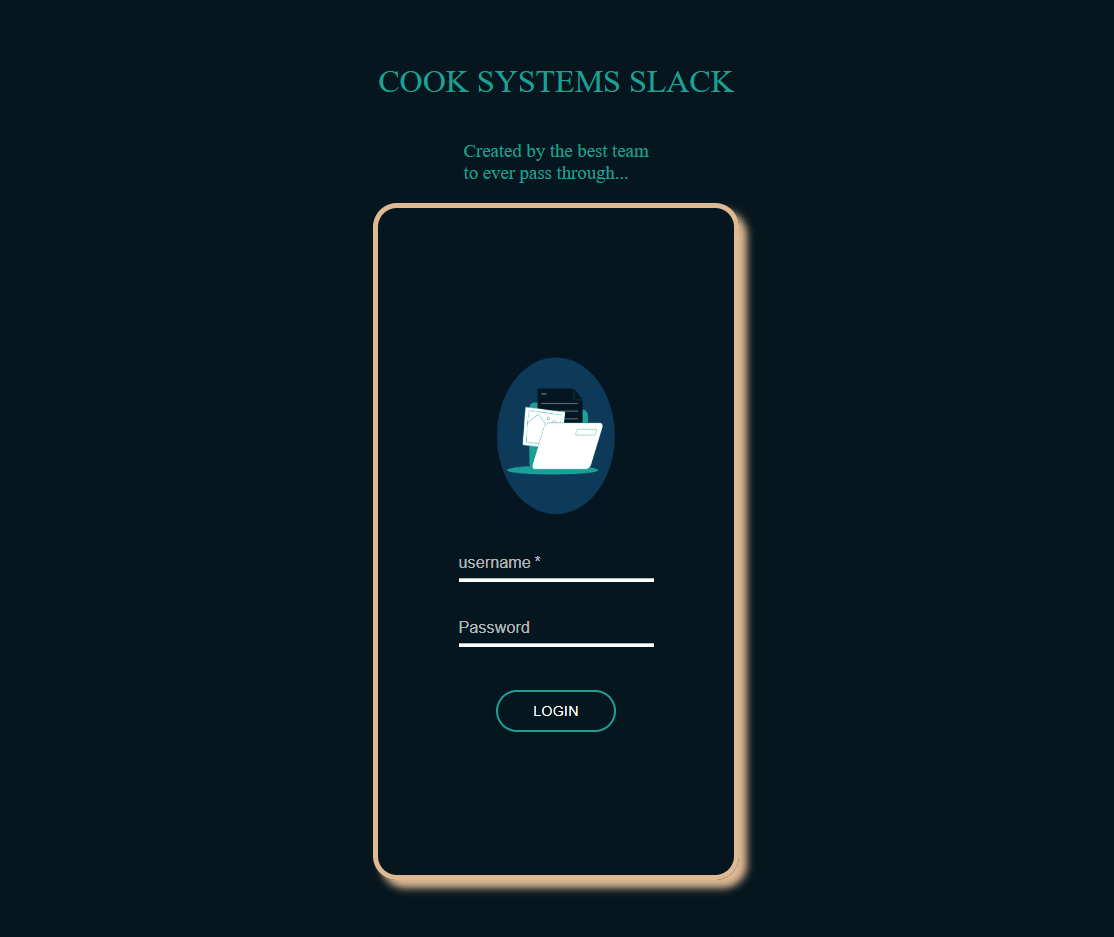 COOK SYSTEMS SLACK
Created by the best team
to ever pass through...
username *
Password
LOGIN